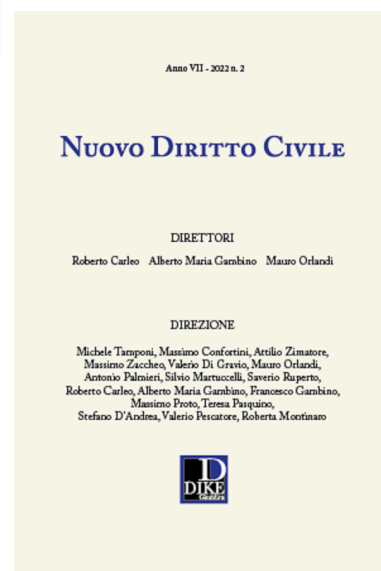 Anno VII - 2022 n. 2
NUOVO DIRITTO CIVILE
DIRETTORI
Roberto Carleo Alberto Maria Gambino Mauro Orlandi
DIREZIONE
Michele Tamponi, Massimo Confortini, Attilio Zimatore,
Massimo Zaccheo, Valerio Di Gravio, Mauro Orlandi,
Antonio Palmieri, Silvio Martuccelli, Saverio Ruperto,
Roberto Carleo, Alberto Maria Gambino, Francesco Gambino,
Massimo Proto, Teresa Pasquino,
Stefano D'Andrea, Valerio Pescatore, Roberta Montinaro
D
DIKE
Giuridica